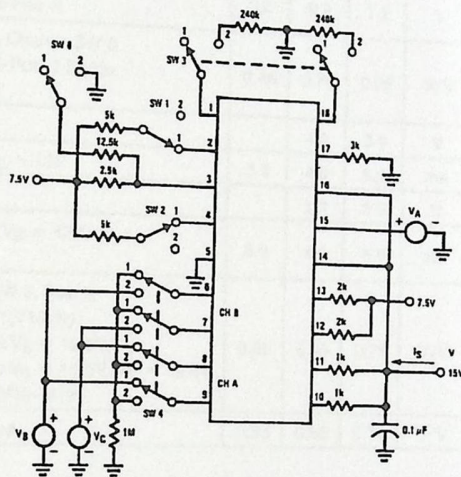 240k 240k
SW 8
1 2
1 2
SW 3
1 2
SW 1
2
1
5k
12.5k
2.5k
7.5V
5k
SW 2
1
2
1 18
2 17
3 16
4 15
5 14
6 13
7 12
8 11
9 10
CH B
CH A
3k
+ VA -
2k
7.5V
2k
1k
IS
V
15V
1k
0.1 μF
1
2
1
2
1
2
1
2
SW 4
+
VB
-
+
VC
-
1M